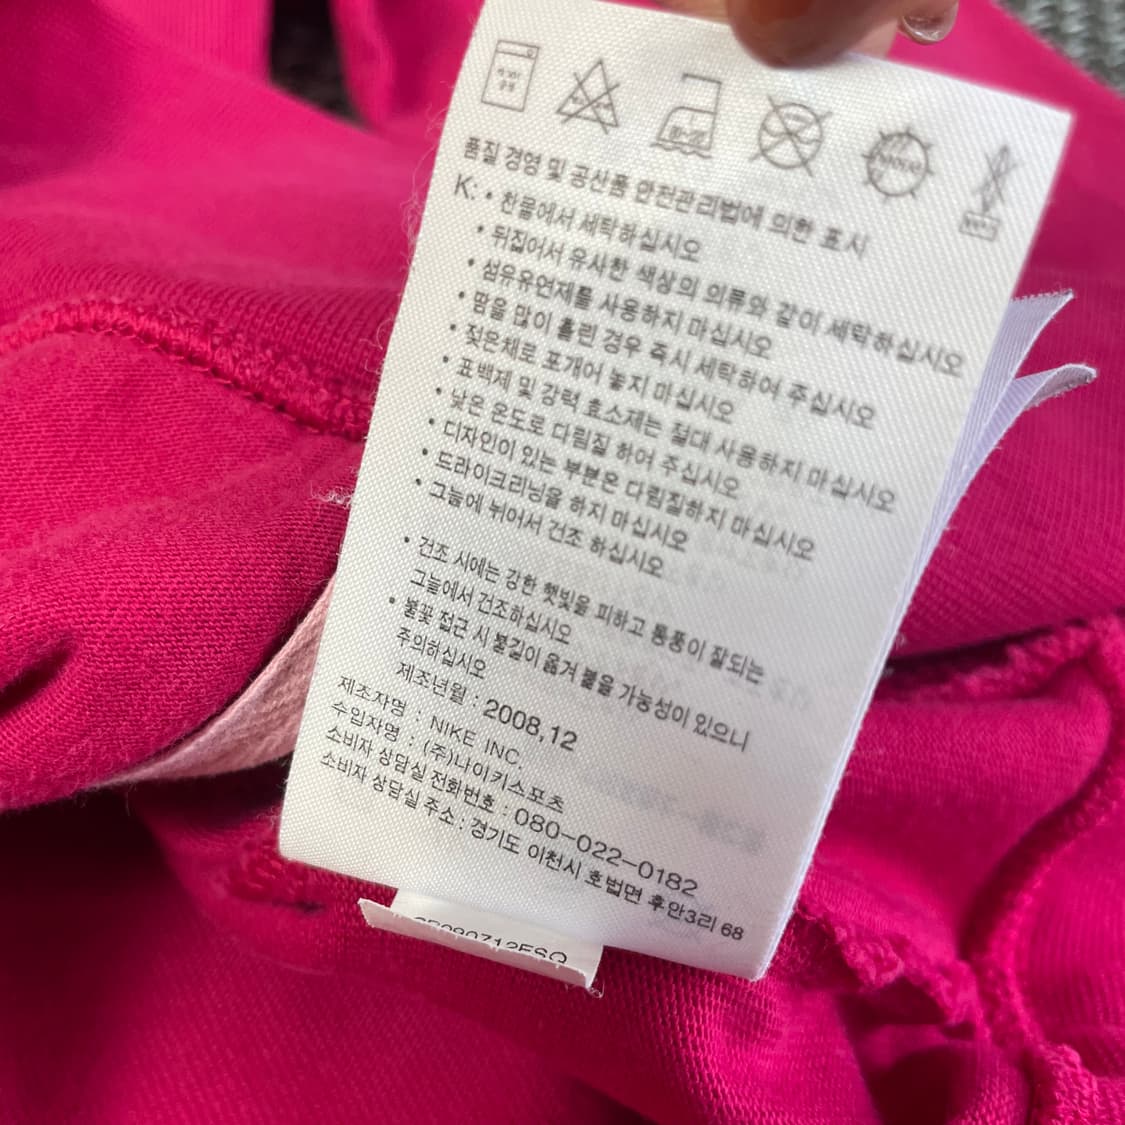 품질 경영 및 공산품 안전관리법에 의한 표시
K: • 찬물에서 세탁하십시오
• 뒤집어서 유사한 색상의 의류와 같이 세탁하십시오
• 섬유유연제를 사용하지 마십시오
• 땀을 많이 흘린 경우 즉시 세탁하여 주십시오
• 젖은채로 포개어 놓지 마십시오
• 표백제 및 강력 효소제는 절대 사용하지 마십시오
• 낮은 온도로 다림질 하여 주십시오
• 디자인이 있는 부분은 다림질하지 마십시오
• 드라이크리닝을 하지 마십시오
• 그늘에 뉘어서 건조 하십시오
• 건조 시에는 강한 햇빛을 피하고 통풍이 잘되는
그늘에서 건조하십시오
• 불꽃 접근 시 불길이 옮겨 붙을 가능성이 있으니
주의하십시오
제조년월 : 2008,12
제조자명 : NIKE INC.
수입자명 : (주)나이키스포츠
소비자 상담실 전화번호 : 080-022-0182
소비자 상담실 주소 : 경기도 이천시 호법면 후안3리 68